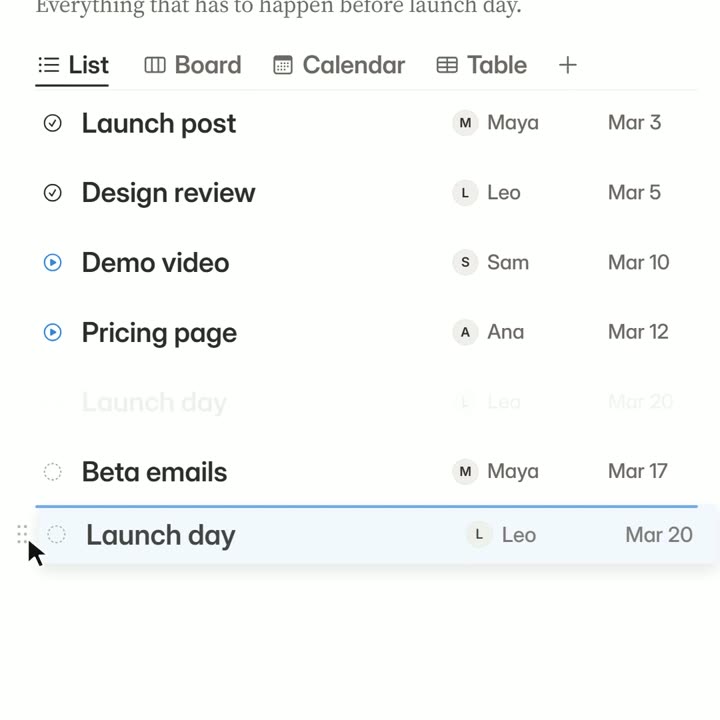 Everything that has to happen before launch day.
List Board Calendar Table
Launch post M Maya Mar 3
Design review L Leo Mar 5
Demo video S Sam Mar 10
Pricing page A Ana Mar 12
Launch day L Leo Mar 20
Beta emails M Maya Mar 17
Launch day L Leo Mar 20